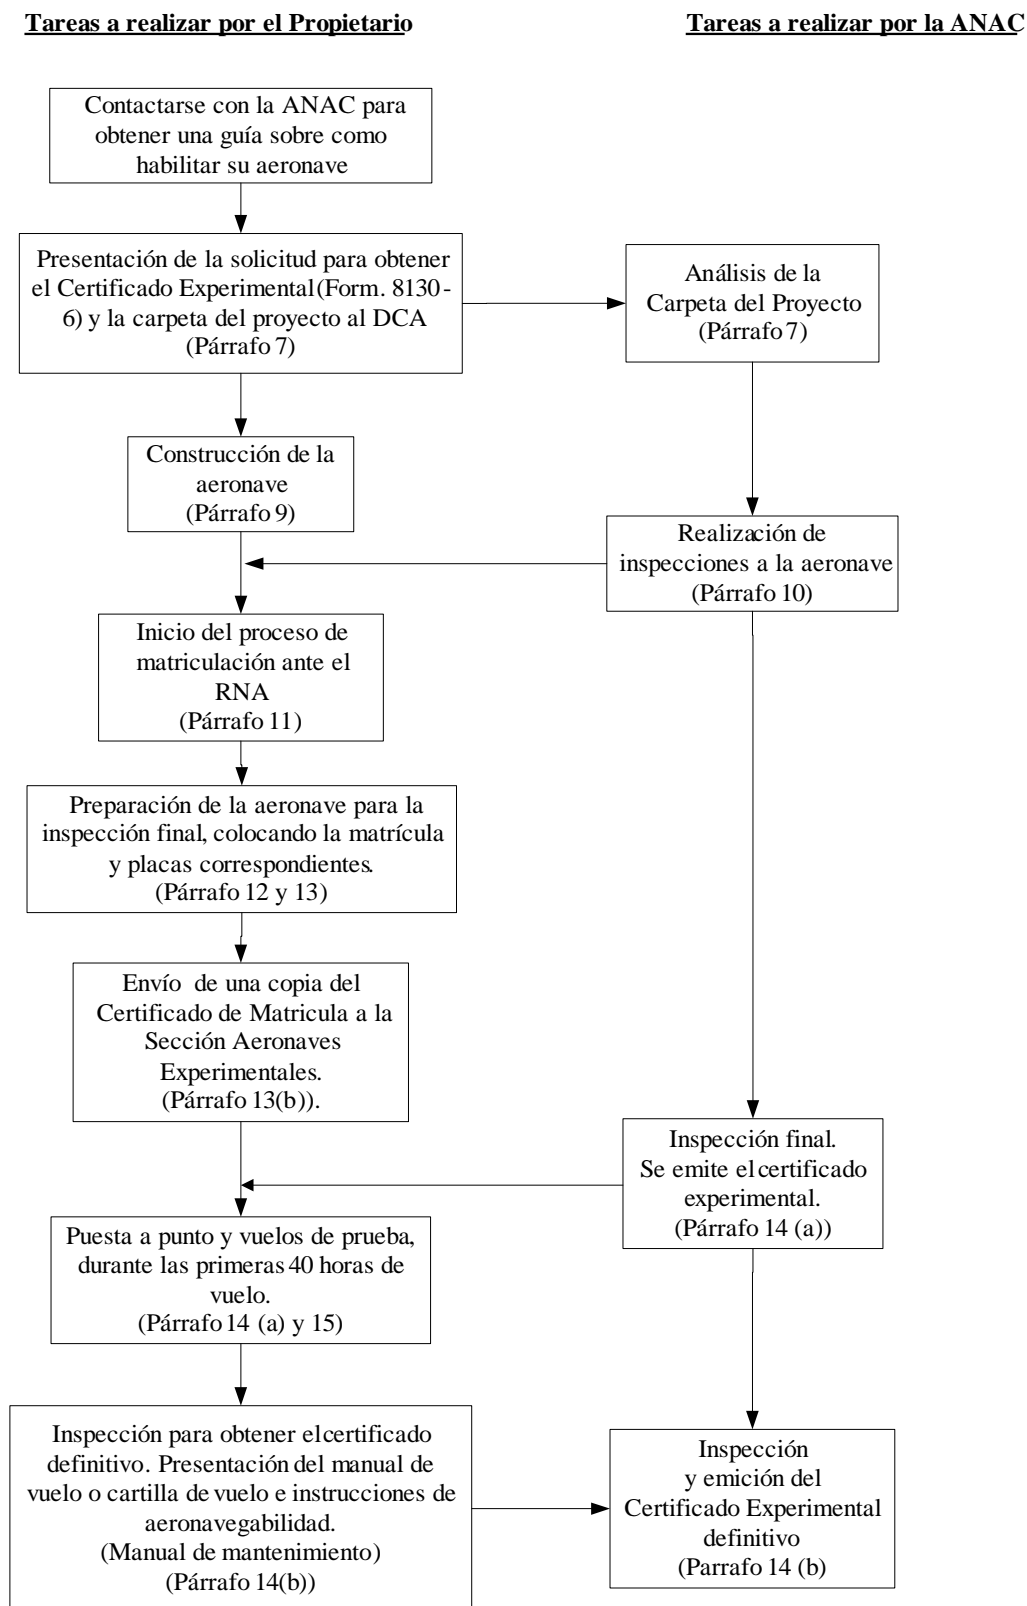 Tareas a realizar por el Propietario
Tareas a realizar por la ANAC
Contactarse con la ANAC para
obtener una guía sobre como
habilitar su aeronave
Presentación de la solicitud para obtener
el Certificado Experimental (Form. 8130-
6) y la carpeta del proyecto al DCA
(Párrafo 7)
Análisis de la
Carpeta del Proyecto
(Párrafo 7)
Construcción de la
aeronave
(Párrafo 9)
Realización de
inspecciones a la aeronave
(Párrafo 10)
Inicio del proceso de
matriculación ante el
RNA
(Párrafo 11)
Preparación de la aeronave para la
inspección final, colocando la matrícula
y placas correspondientes.
(Párrafo 12 y 13)
Envío de una copia del
Certificado de Matricula a la
Sección Aeronaves
Experimentales.
(Párrafo 13(b)).
Inspección final.
Se emite el certificado
experimental.
(Párrafo 14 (a))
Puesta a punto y vuelos de prueba,
durante las primeras 40 horas de
vuelo.
(Párrafo 14 (a) y 15)
Inspección para obtener el certificado
definitivo. Presentación del manual de
vuelo o cartilla de vuelo e instrucciones de
aeronavegabilidad.
(Manual de mantenimiento)
(Párrafo 14(b))
Inspección
y emición del
Certificado Experimental
definitivo
(Parrafo 14 (b)